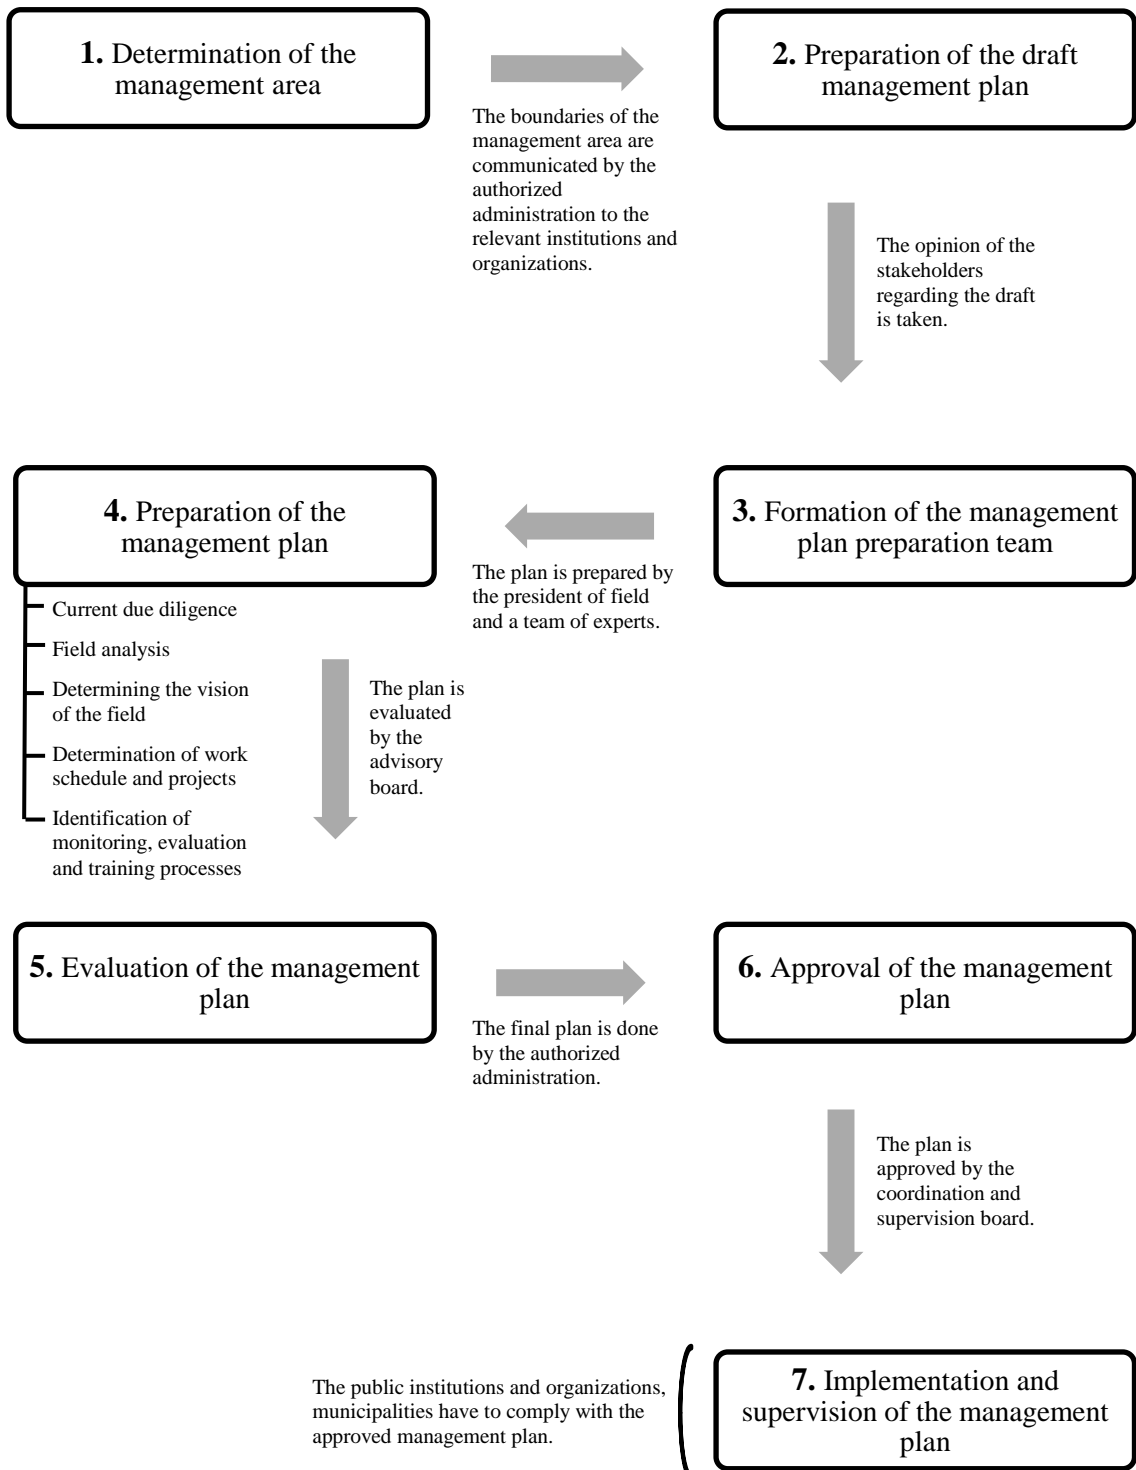 1. Determination of the
management area
The boundaries of the
management area are
communicated by the
authorized
administration to the
relevant institutions and
organizations.
2. Preparation of the draft
management plan
The opinion of the
stakeholders
regarding the draft
is taken.
3. Formation of the management
plan preparation team
The plan is prepared by
the president of field
and a team of experts.
4. Preparation of the
management plan
Current due diligence
Field analysis
Determining the vision
of the field
Determination of work
schedule and projects
Identification of
monitoring, evaluation
and training processes
The plan is
evaluated
by the
advisory
board.
5. Evaluation of the management
plan
The final plan is done
by the authorized
administration.
6. Approval of the management
plan
The plan is
approved by the
coordination and
supervision board.
7. Implementation and
supervision of the management
plan
The public institutions and organizations,
municipalities have to comply with the
approved management plan.